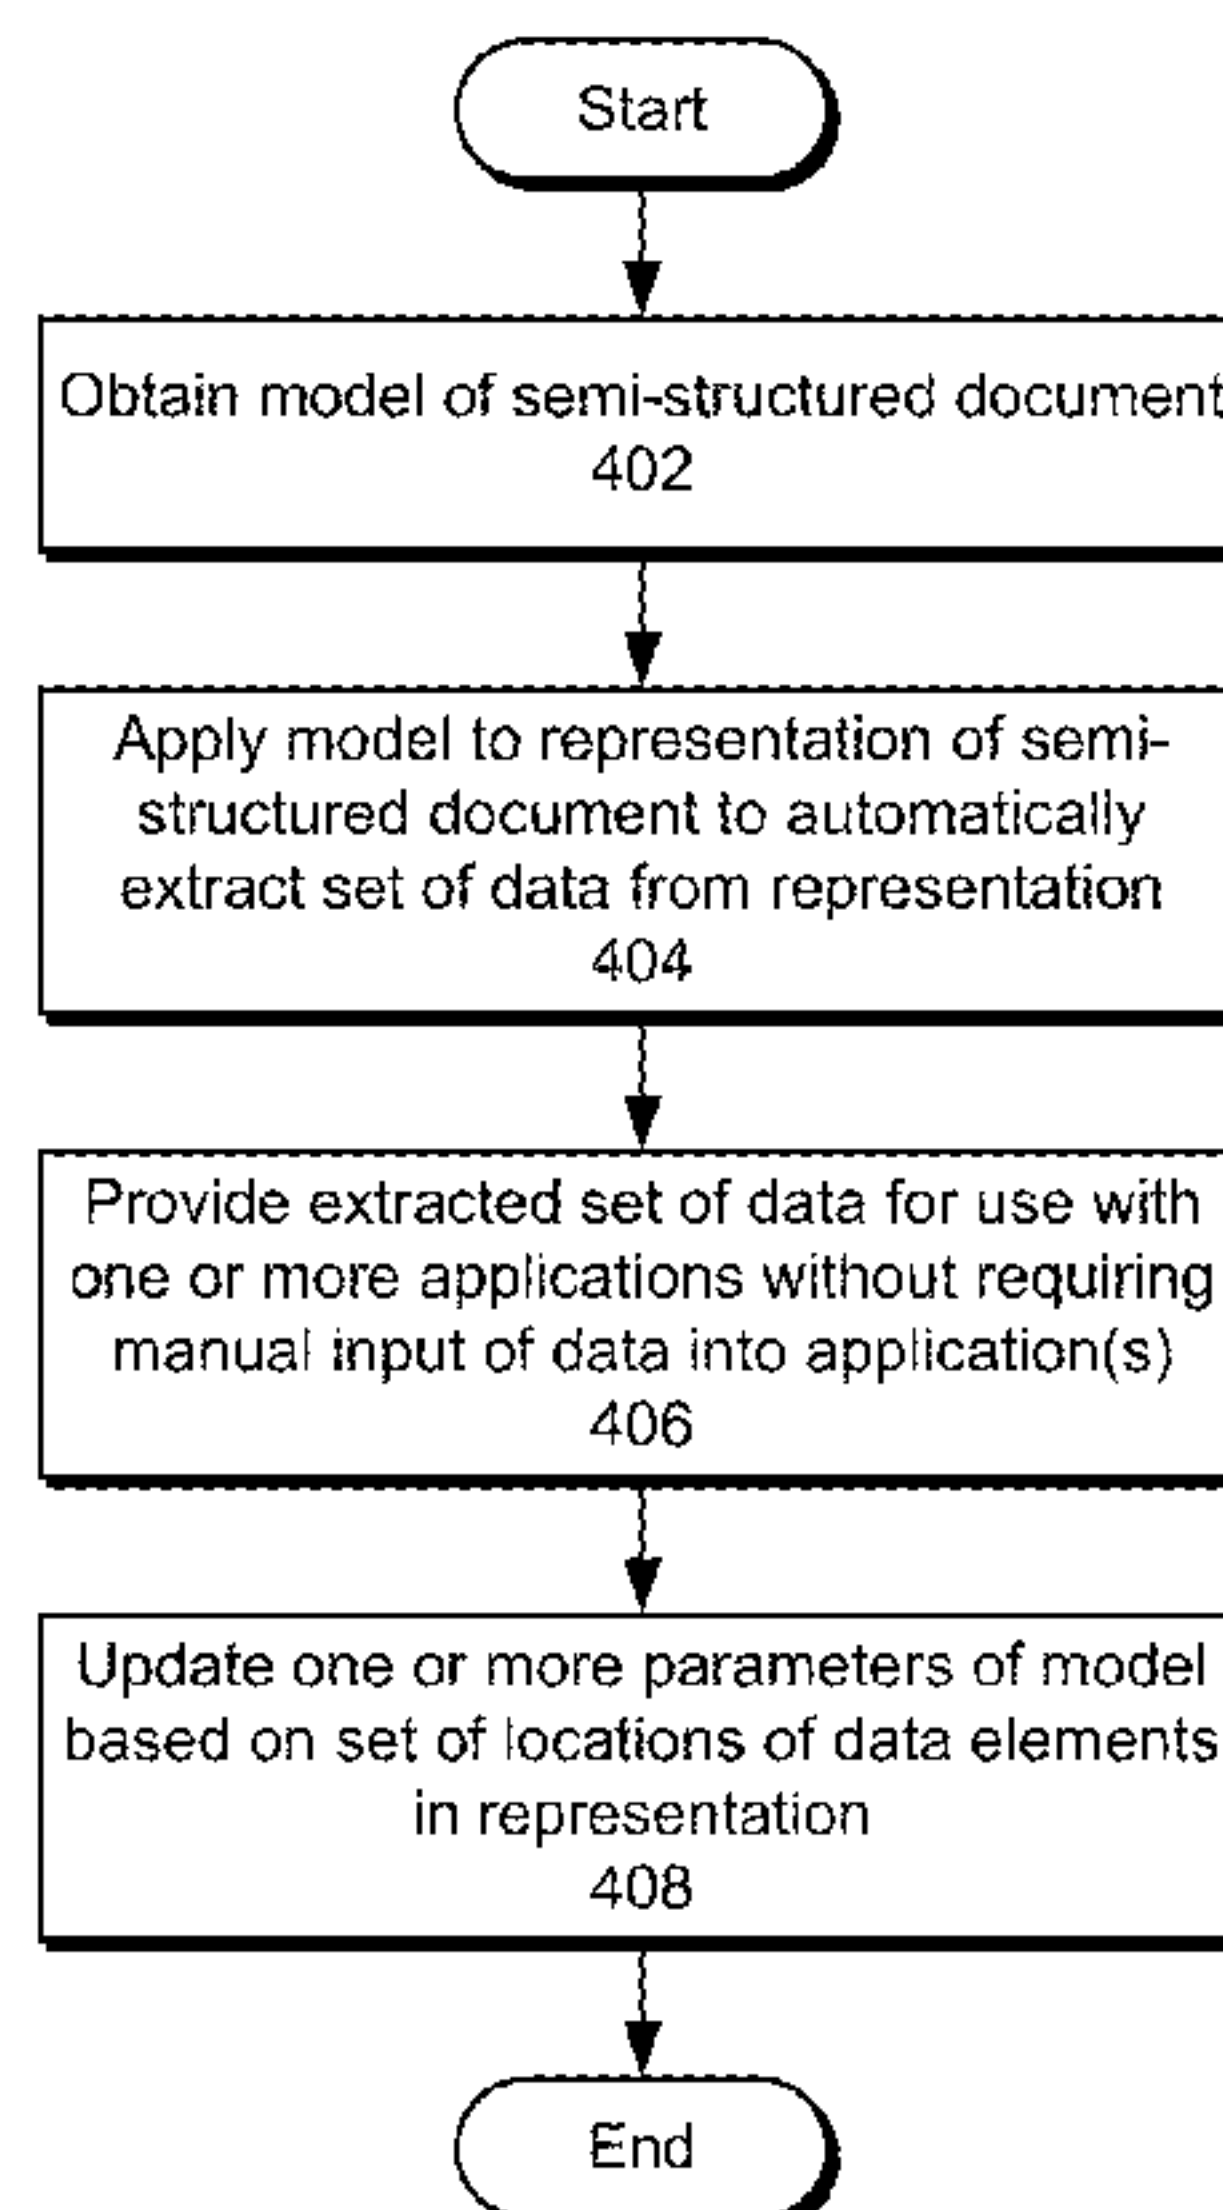 Start
Obtain model of semi-structured document
402
Apply model to representation of semi-
structured document to automatically
extract set of data from representation
404
Provide extracted set of data for use with
one or more applications without requiring
manual input of data into application(s)
406
Update one or more parameters of model
based on set of locations of data elements
in representation
408
End